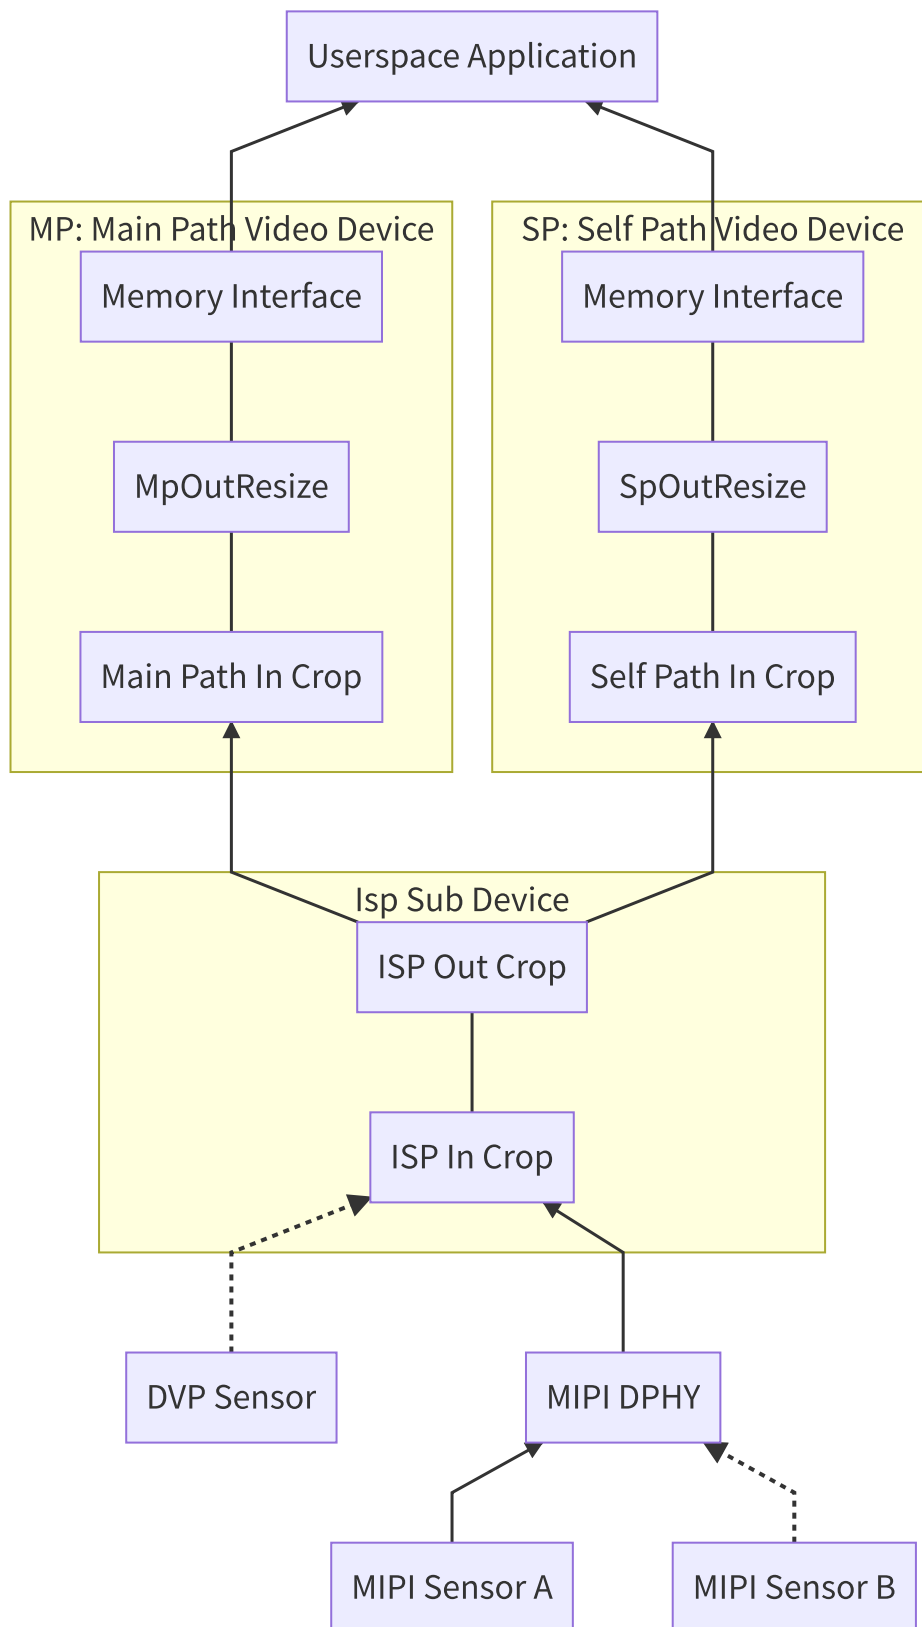 Userspace Application
MP: Main Path Video Device
SP: Self Path Video Device
Memory Interface
Memory Interface
MpOutResize
SpOutResize
Main Path In Crop
Self Path In Crop
Isp Sub Device
ISP Out Crop
ISP In Crop
DVP Sensor
MIPI DPHY
MIPI Sensor A
MIPI Sensor B